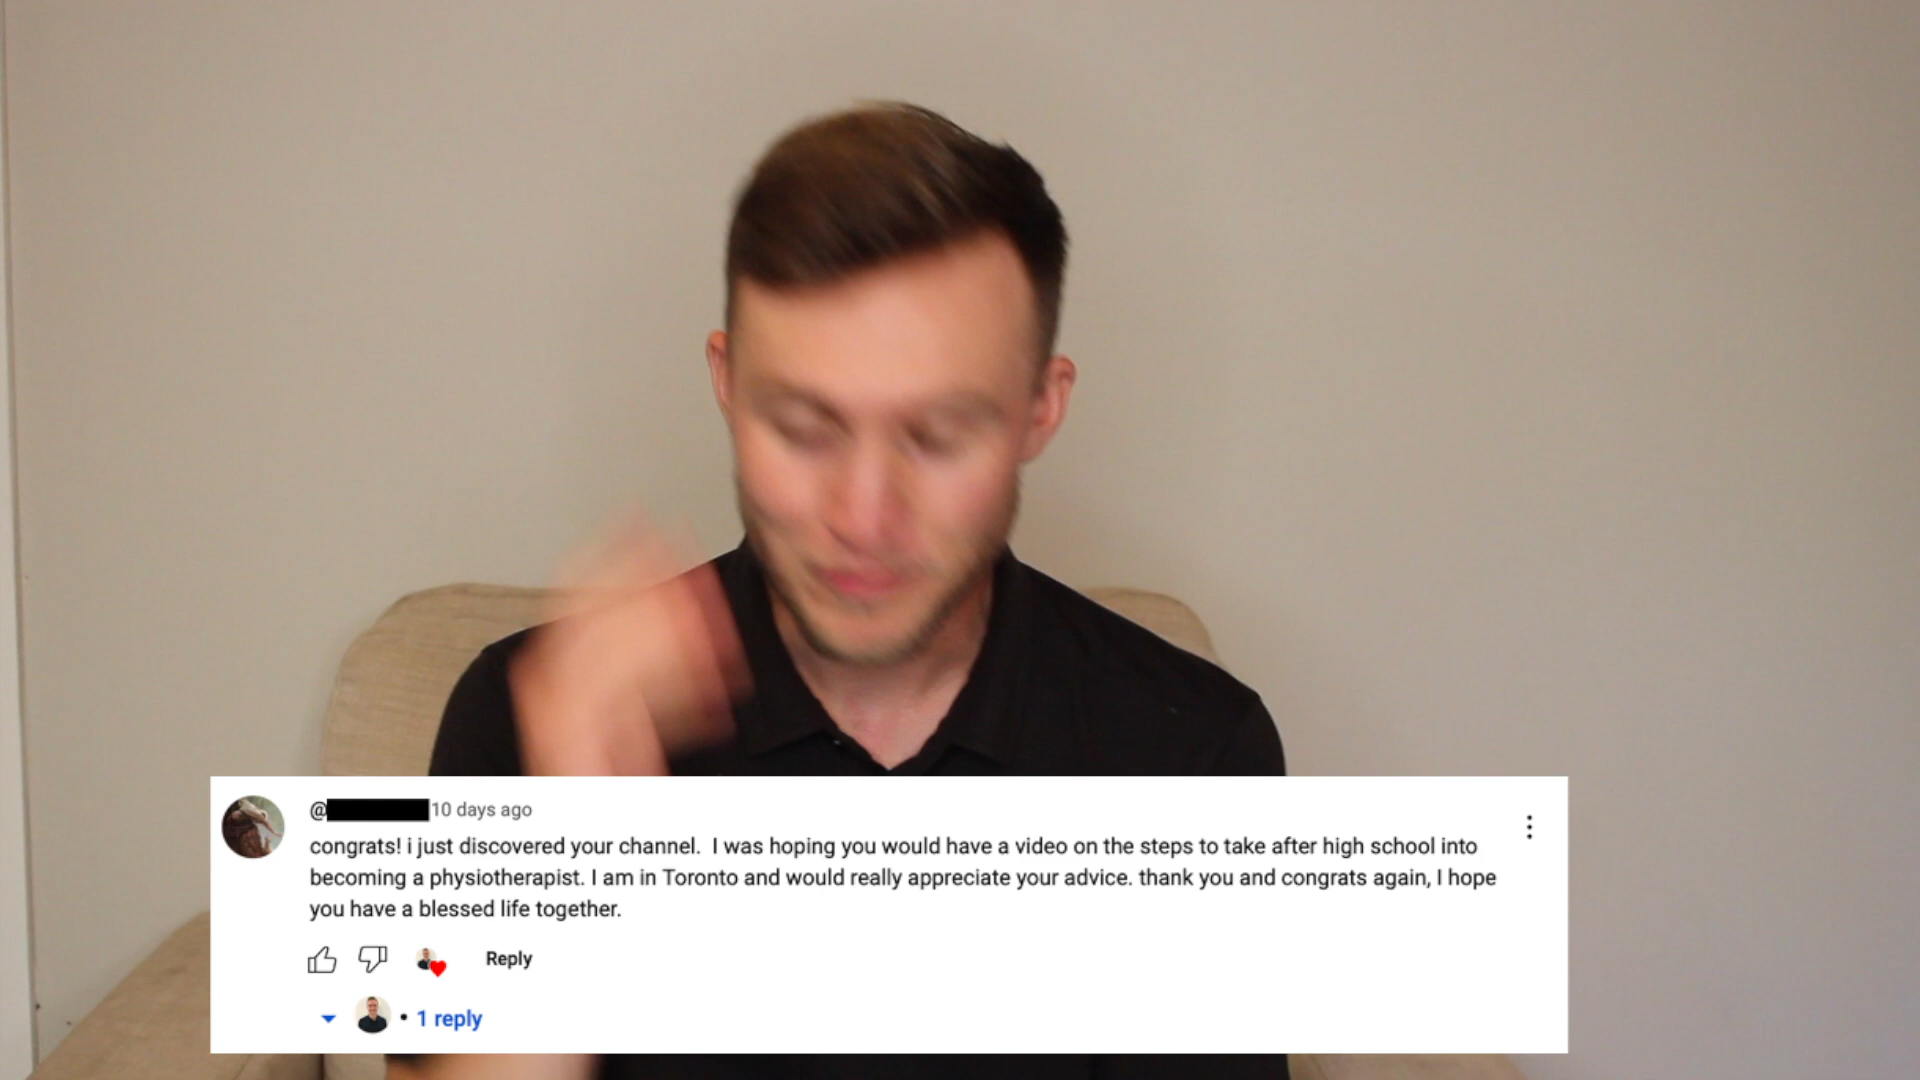 @ 10 days ago
congrats! i just discovered your channel.  I was hoping you would have a video on the steps to take after high school into
becoming a physiotherapist. I am in Toronto and would really appreciate your advice. thank you and congrats again, I hope
you have a blessed life together.
Reply
• 1 reply